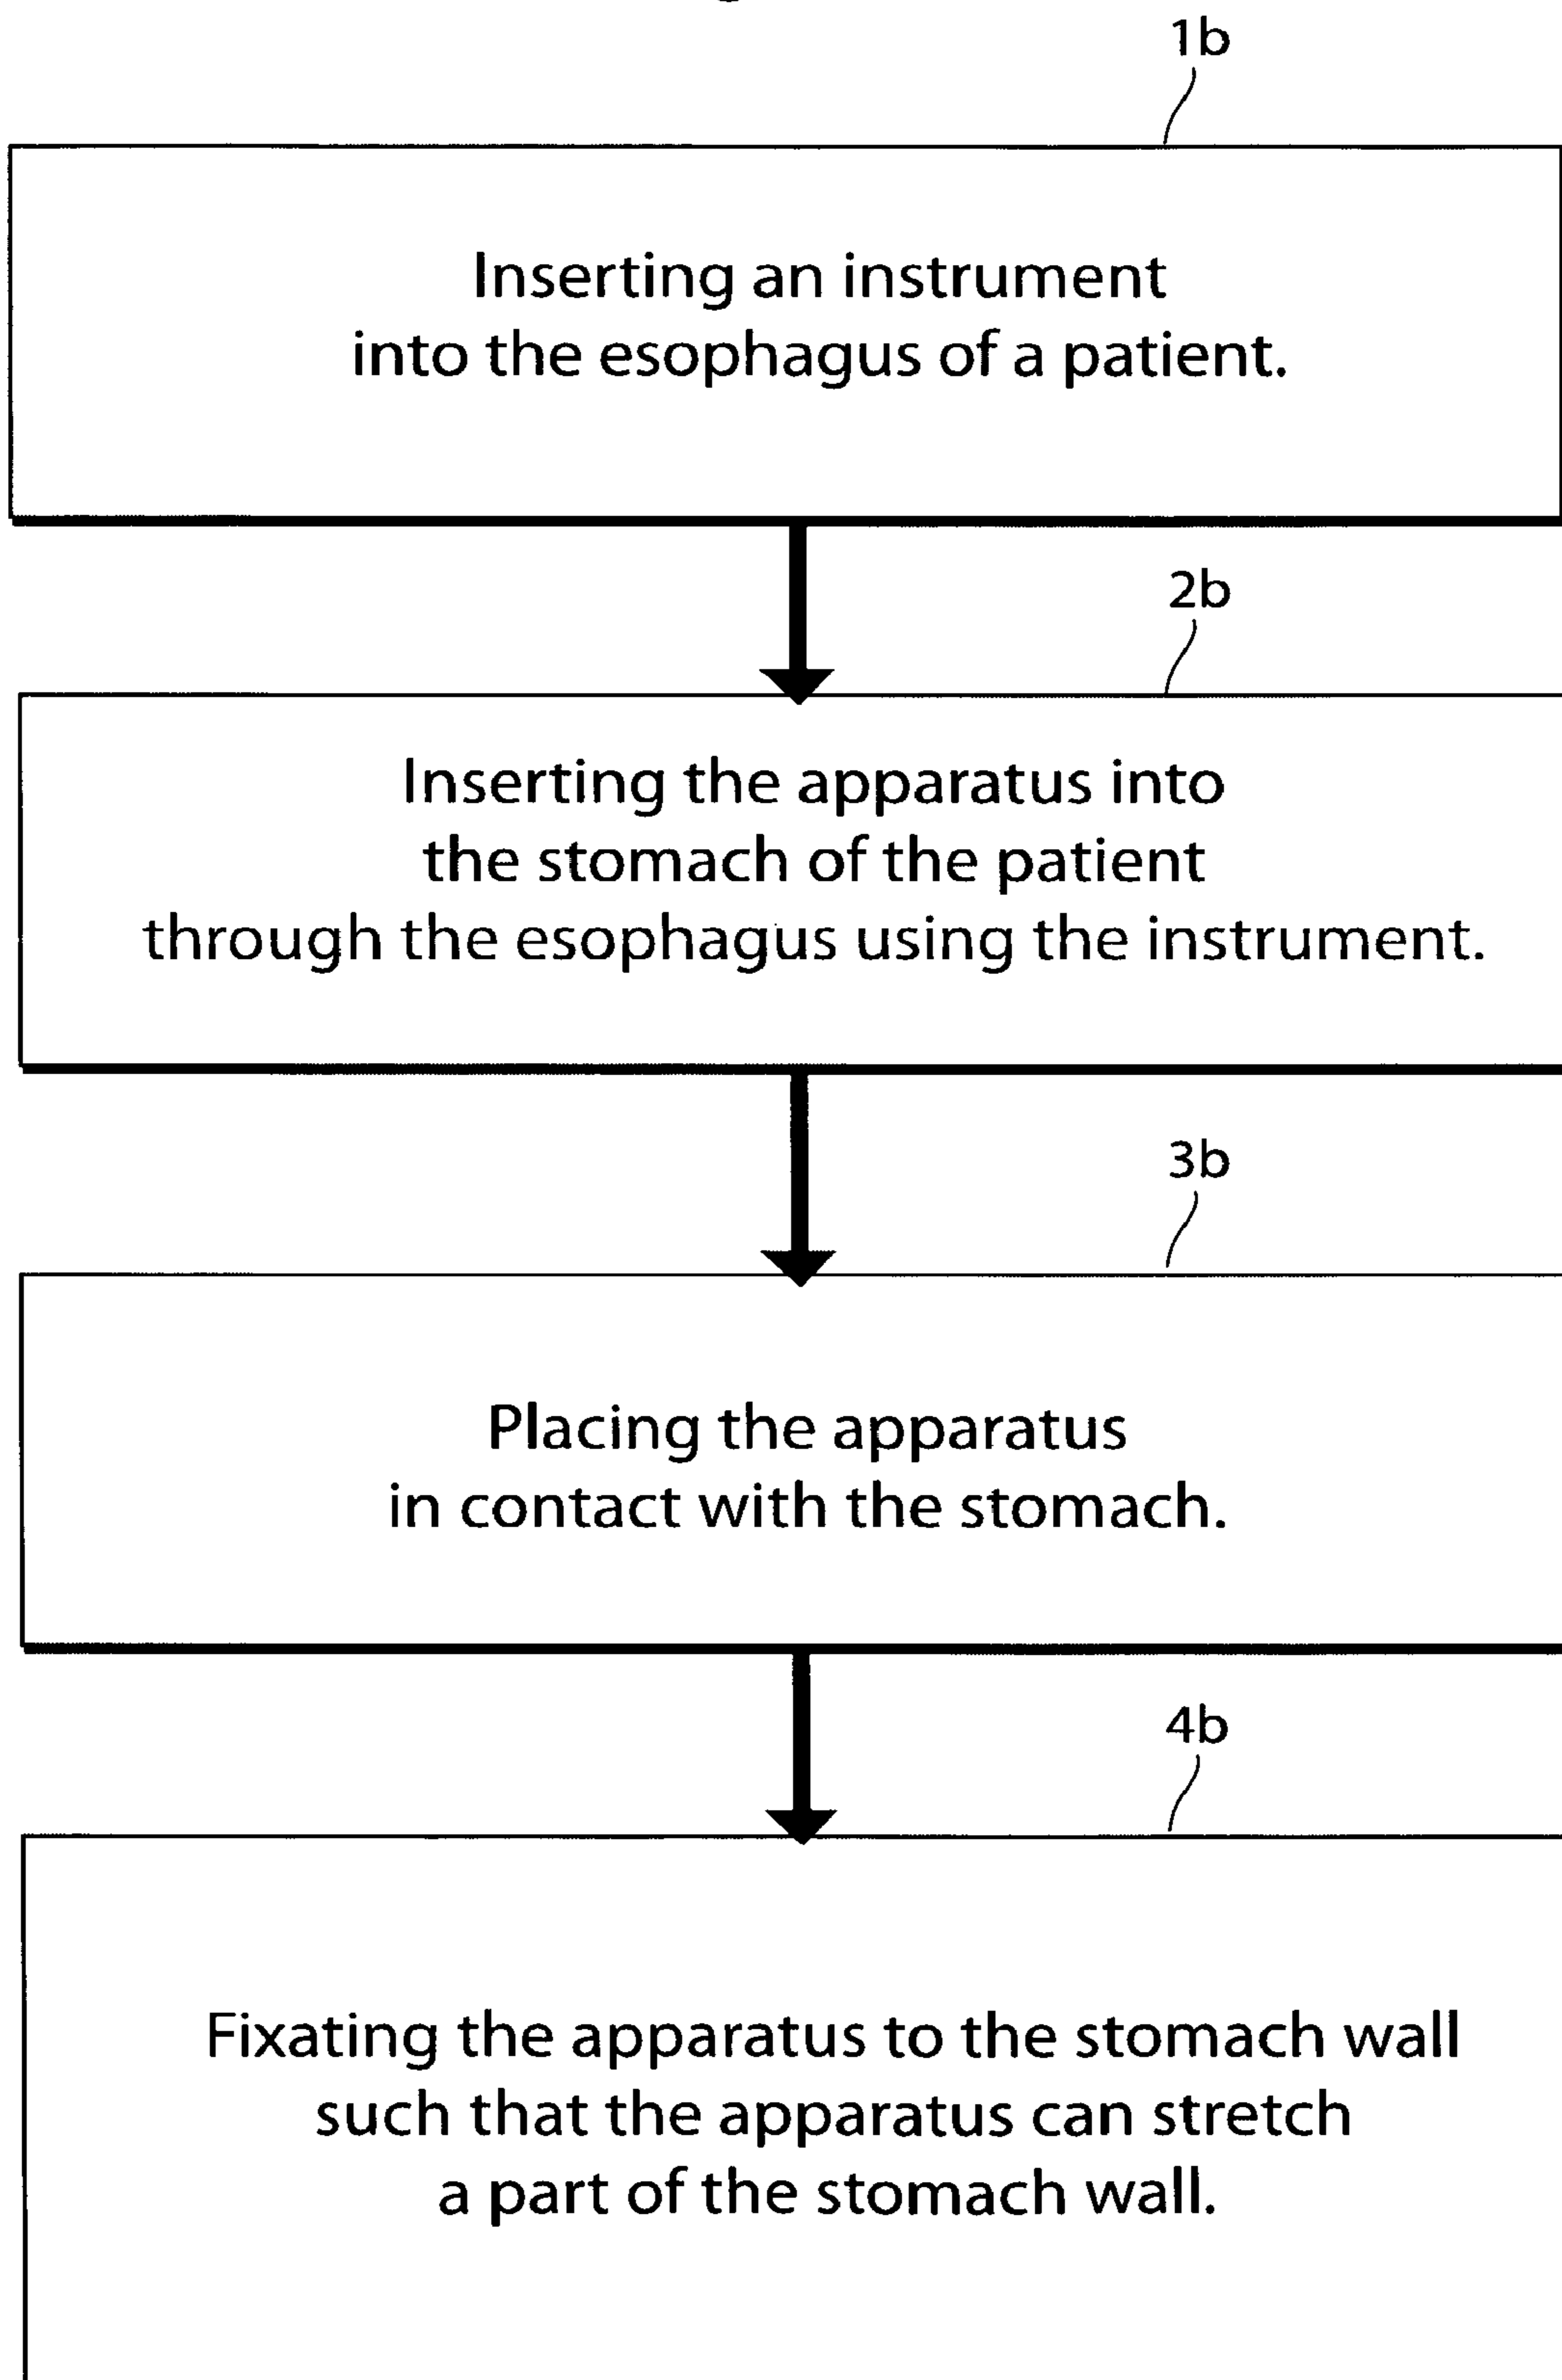 1b
Inserting an instrument
into the esophagus of a patient.
2b
Inserting the apparatus into
the stomach of the patient
through the esophagus using the instrument.
3b
Placing the apparatus
in contact with the stomach.
4b
Fixating the apparatus to the stomach wall
such that the apparatus can stretch
a part of the stomach wall.